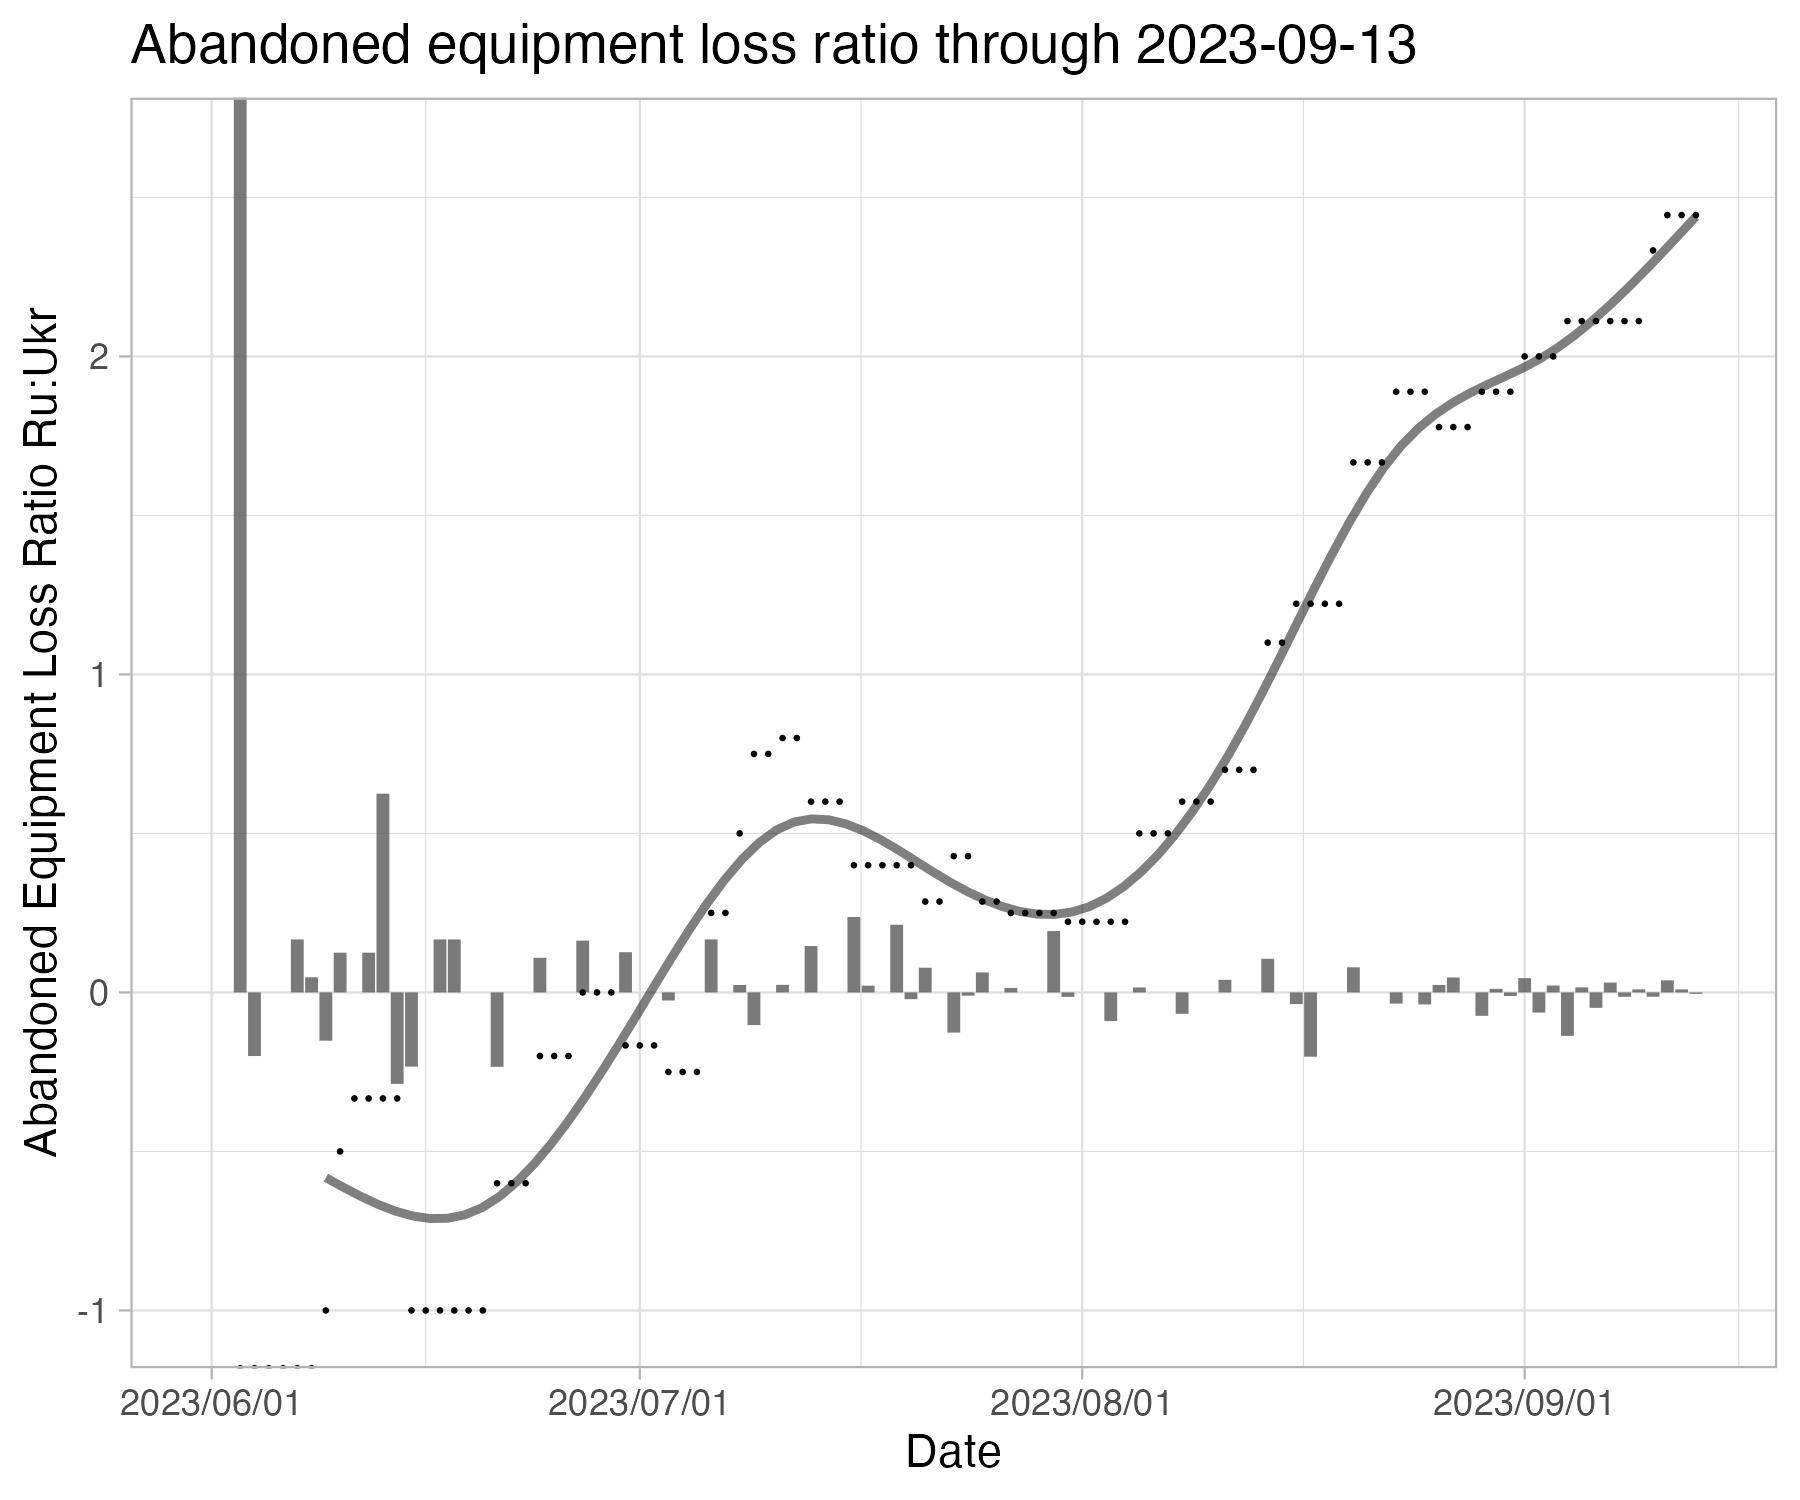 Abandoned equipment loss ratio through 2023-09-13
Abandoned Equipment Loss Ratio Ru:Ukr
2
1
0
-1
2023/06/01
2023/07/01
2023/08/01
2023/09/01
Date